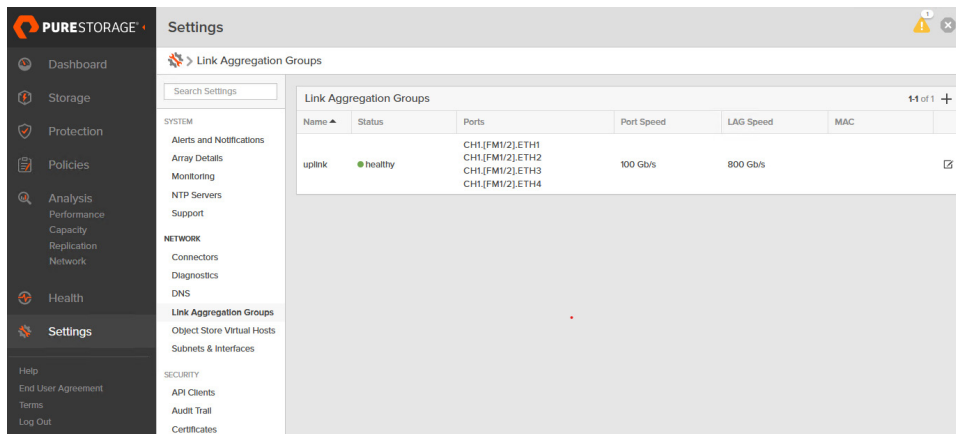 PURESTORAGE®
Settings
1
Dashboard
Storage
Protection
Policies
Analysis
Performance
Capacity
Replication
Network
Health
Settings
Help
End User Agreement
Terms
Log Out
> Link Aggregation Groups
Search Settings
SYSTEM
Alerts and Notifications
Array Details
Monitoring
NTP Servers
Support
NETWORK
Connectors
Diagnostics
DNS
Link Aggregation Groups
Object Store Virtual Hosts
Subnets & Interfaces
SECURITY
API Clients
Audit Trail
Certificates
Link Aggregation Groups 1-1 of 1 +
Name Status Ports Port Speed LAG Speed MAC
CH1.[FM1/2].ETH1
CH1.[FM1/2].ETH2
uplink healthy 100 Gb/s 800 Gb/s
CH1.[FM1/2].ETH3
CH1.[FM1/2].ETH4